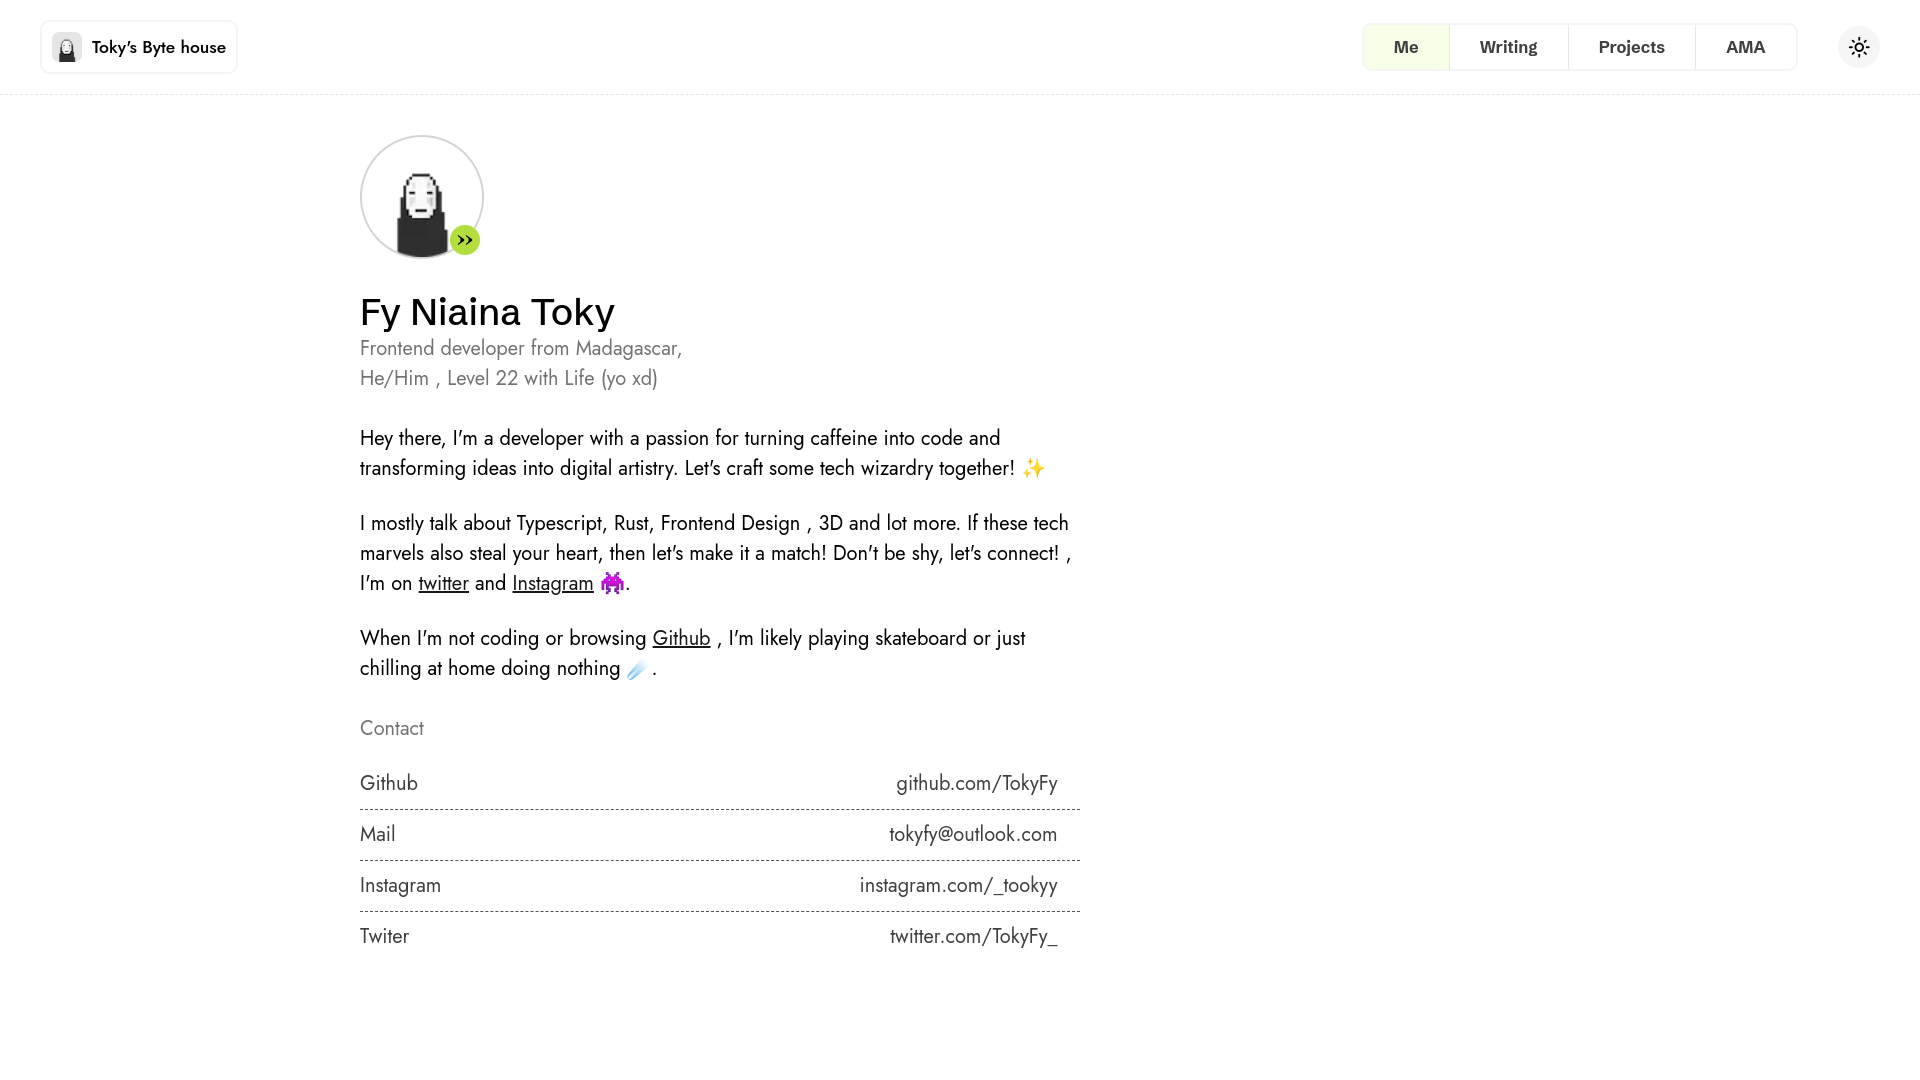 Toky's Byte house
Me
Writing
Projects
AMA
Fy Niaina Toky
Frontend developer from Madagascar,
He/Him , Level 22 with Life (yo xd)
Hey there, I'm a developer with a passion for turning caffeine into code and
transforming ideas into digital artistry. Let's craft some tech wizardry together! ✨
I mostly talk about Typescript, Rust, Frontend Design , 3D and lot more. If these tech
marvels also steal your heart, then let's make it a match! Don't be shy, let's connect! ,
I'm on twitter and Instagram 👾.
When I'm not coding or browsing Github , I'm likely playing skateboard or just
chilling at home doing nothing ☄️ .
Contact
Github github.com/TokyFy
Mail tokyfy@outlook.com
Instagram instagram.com/_tookyy
Twiter twitter.com/TokyFy_